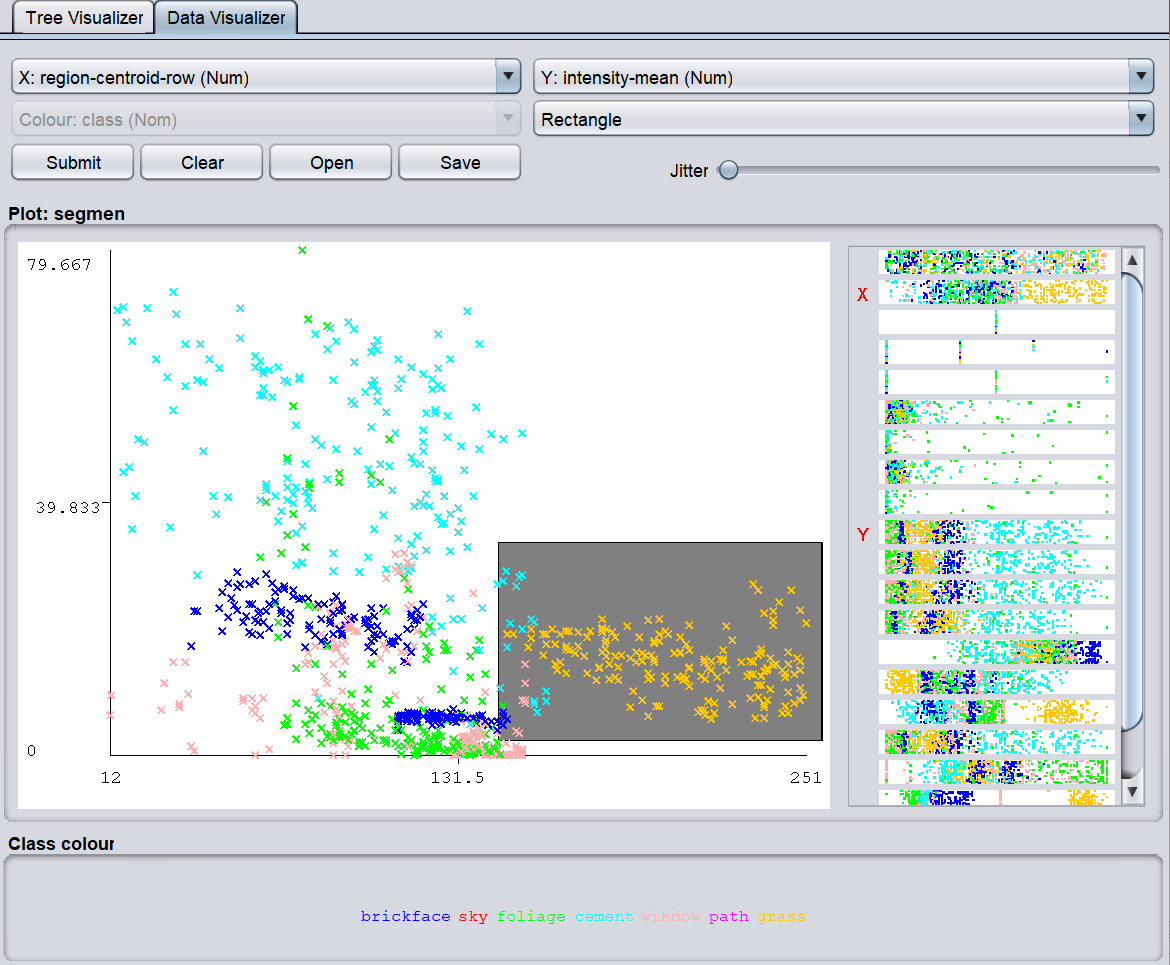 Tree Visualizer Data Visualizer
X: region-centroid-row (Num) Y: intensity-mean (Num)
Colour: class (Nom) Rectangle
Submit Clear Open Save Jitter
Plot: segmen
79.667
X
39.833
Y
0
12 131.5 251
Class colour
brickface sky foliage cement window path grass